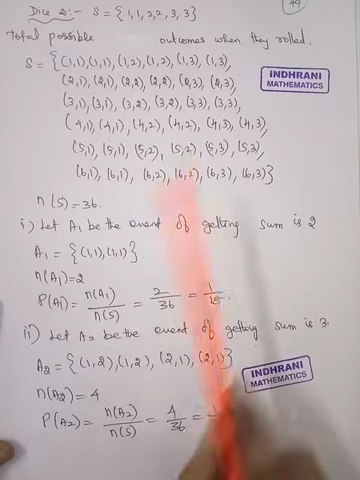 Dice 2:- S = {1,1,2,2,3,3}
49
Total possible outcomes when they rolled.
S = {(1,1),(1,1),(1,2),(1,2),(1,3),(1,3),
(2,1),(2,1),(2,2),(2,2),(2,3),(2,3),
(3,1),(3,1),(3,2),(3,2),(3,3),(3,3),
(4,1),(4,1),(4,2),(4,2),(4,3),(4,3),
(5,1),(5,1),(5,2),(5,2),(5,3),(5,3),
(6,1),(6,1),(6,2),(6,2),(6,3),(6,3)}
INDHRANI
MATHEMATICS
n(S)=36.
i) Let A1 be the event of getting sum is 2
A1 = {(1,1),(1,1)}.
n(A1)=2
P(A1) = n(A1)/n(S) = 2/36 = 1/18.
ii) Let A2 be the event of getting sum is 3.
A2 = {(1,2),(1,2),(2,1),(2,1)}
INDHRANI
MATHEMATICS
n(A2) = 4
P(A2) = n(A2)/n(S) = 4/36 =